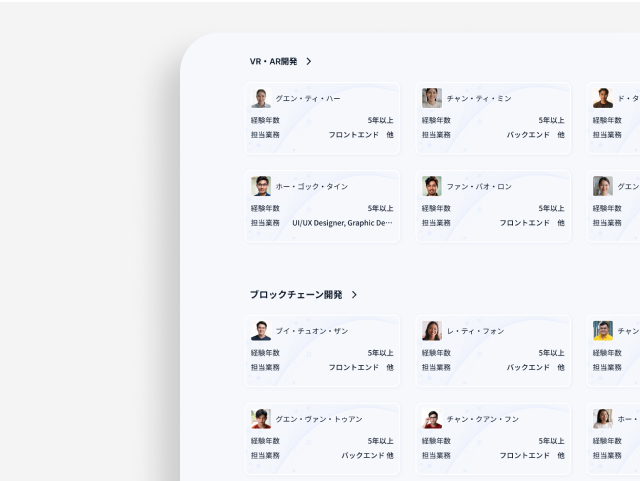 VR・AR開発
グエン・ティ・ハー
経験年数 5年以上
担当業務 フロントエンド 他
チャン・ティ・ミン
経験年数 5年以上
担当業務 バックエンド 他
ド・タ
経験年数
担当業務
ホー・ゴック・タイン
経験年数 5年以上
担当業務 UI/UX Designer, Graphic De…
ファン・バオ・ロン
経験年数 5年以上
担当業務 フロントエンド 他
グエン
経験年数
担当業務
ブロックチェーン開発
ブイ・チュオン・ザン
経験年数 5年以上
担当業務 フロントエンド 他
レ・ティ・フォン
経験年数 5年以上
担当業務 バックエンド 他
チャン
経験年数
担当業務
グエン・ヴァン・トゥアン
経験年数 5年以上
担当業務 バックエンド 他
チャン・クアン・フン
経験年数 5年以上
担当業務 フロントエンド 他
ホー・
経験年数
担当業務